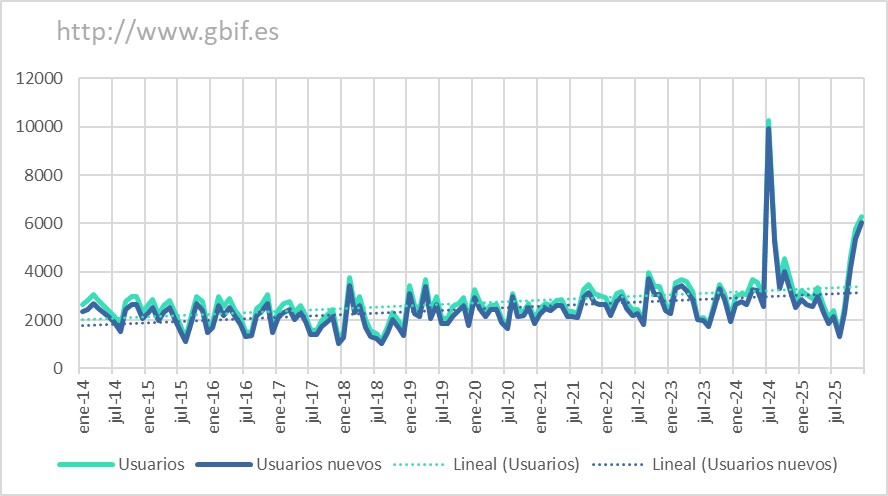 http://www.gbif.es
12000
10000
8000
6000
4000
2000
0
ene-14
jul-14
ene-15
jul-15
ene-16
jul-16
ene-17
jul-17
ene-18
jul-18
ene-19
jul-19
ene-20
jul-20
ene-21
jul-21
ene-22
jul-22
ene-23
jul-23
ene-24
jul-24
ene-25
jul-25
Usuarios
Usuarios nuevos
Lineal (Usuarios)
Lineal (Usuarios nuevos)